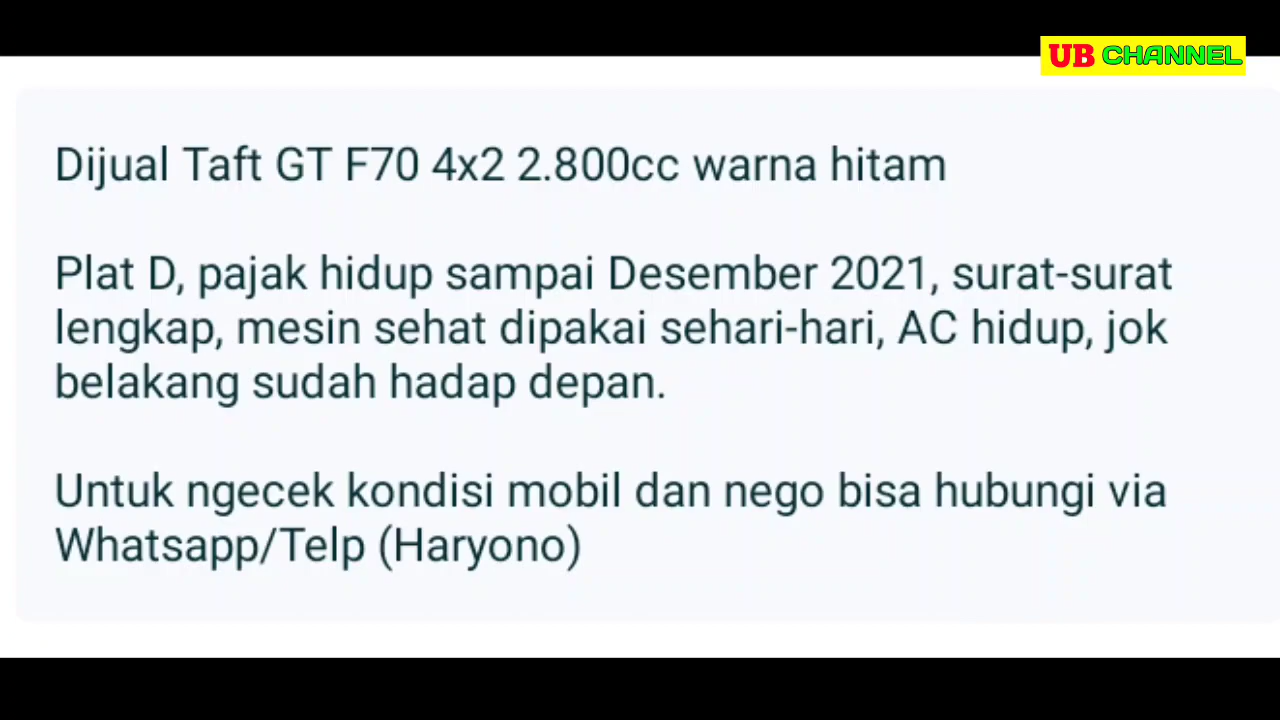 UB CHANNEL
Dijual Taft GT F70 4x2 2.800cc warna hitam
Plat D, pajak hidup sampai Desember 2021, surat-surat
lengkap, mesin sehat dipakai sehari-hari, AC hidup, jok
belakang sudah hadap depan.
Untuk ngecek kondisi mobil dan nego bisa hubungi via
Whatsapp/Telp (Haryono)